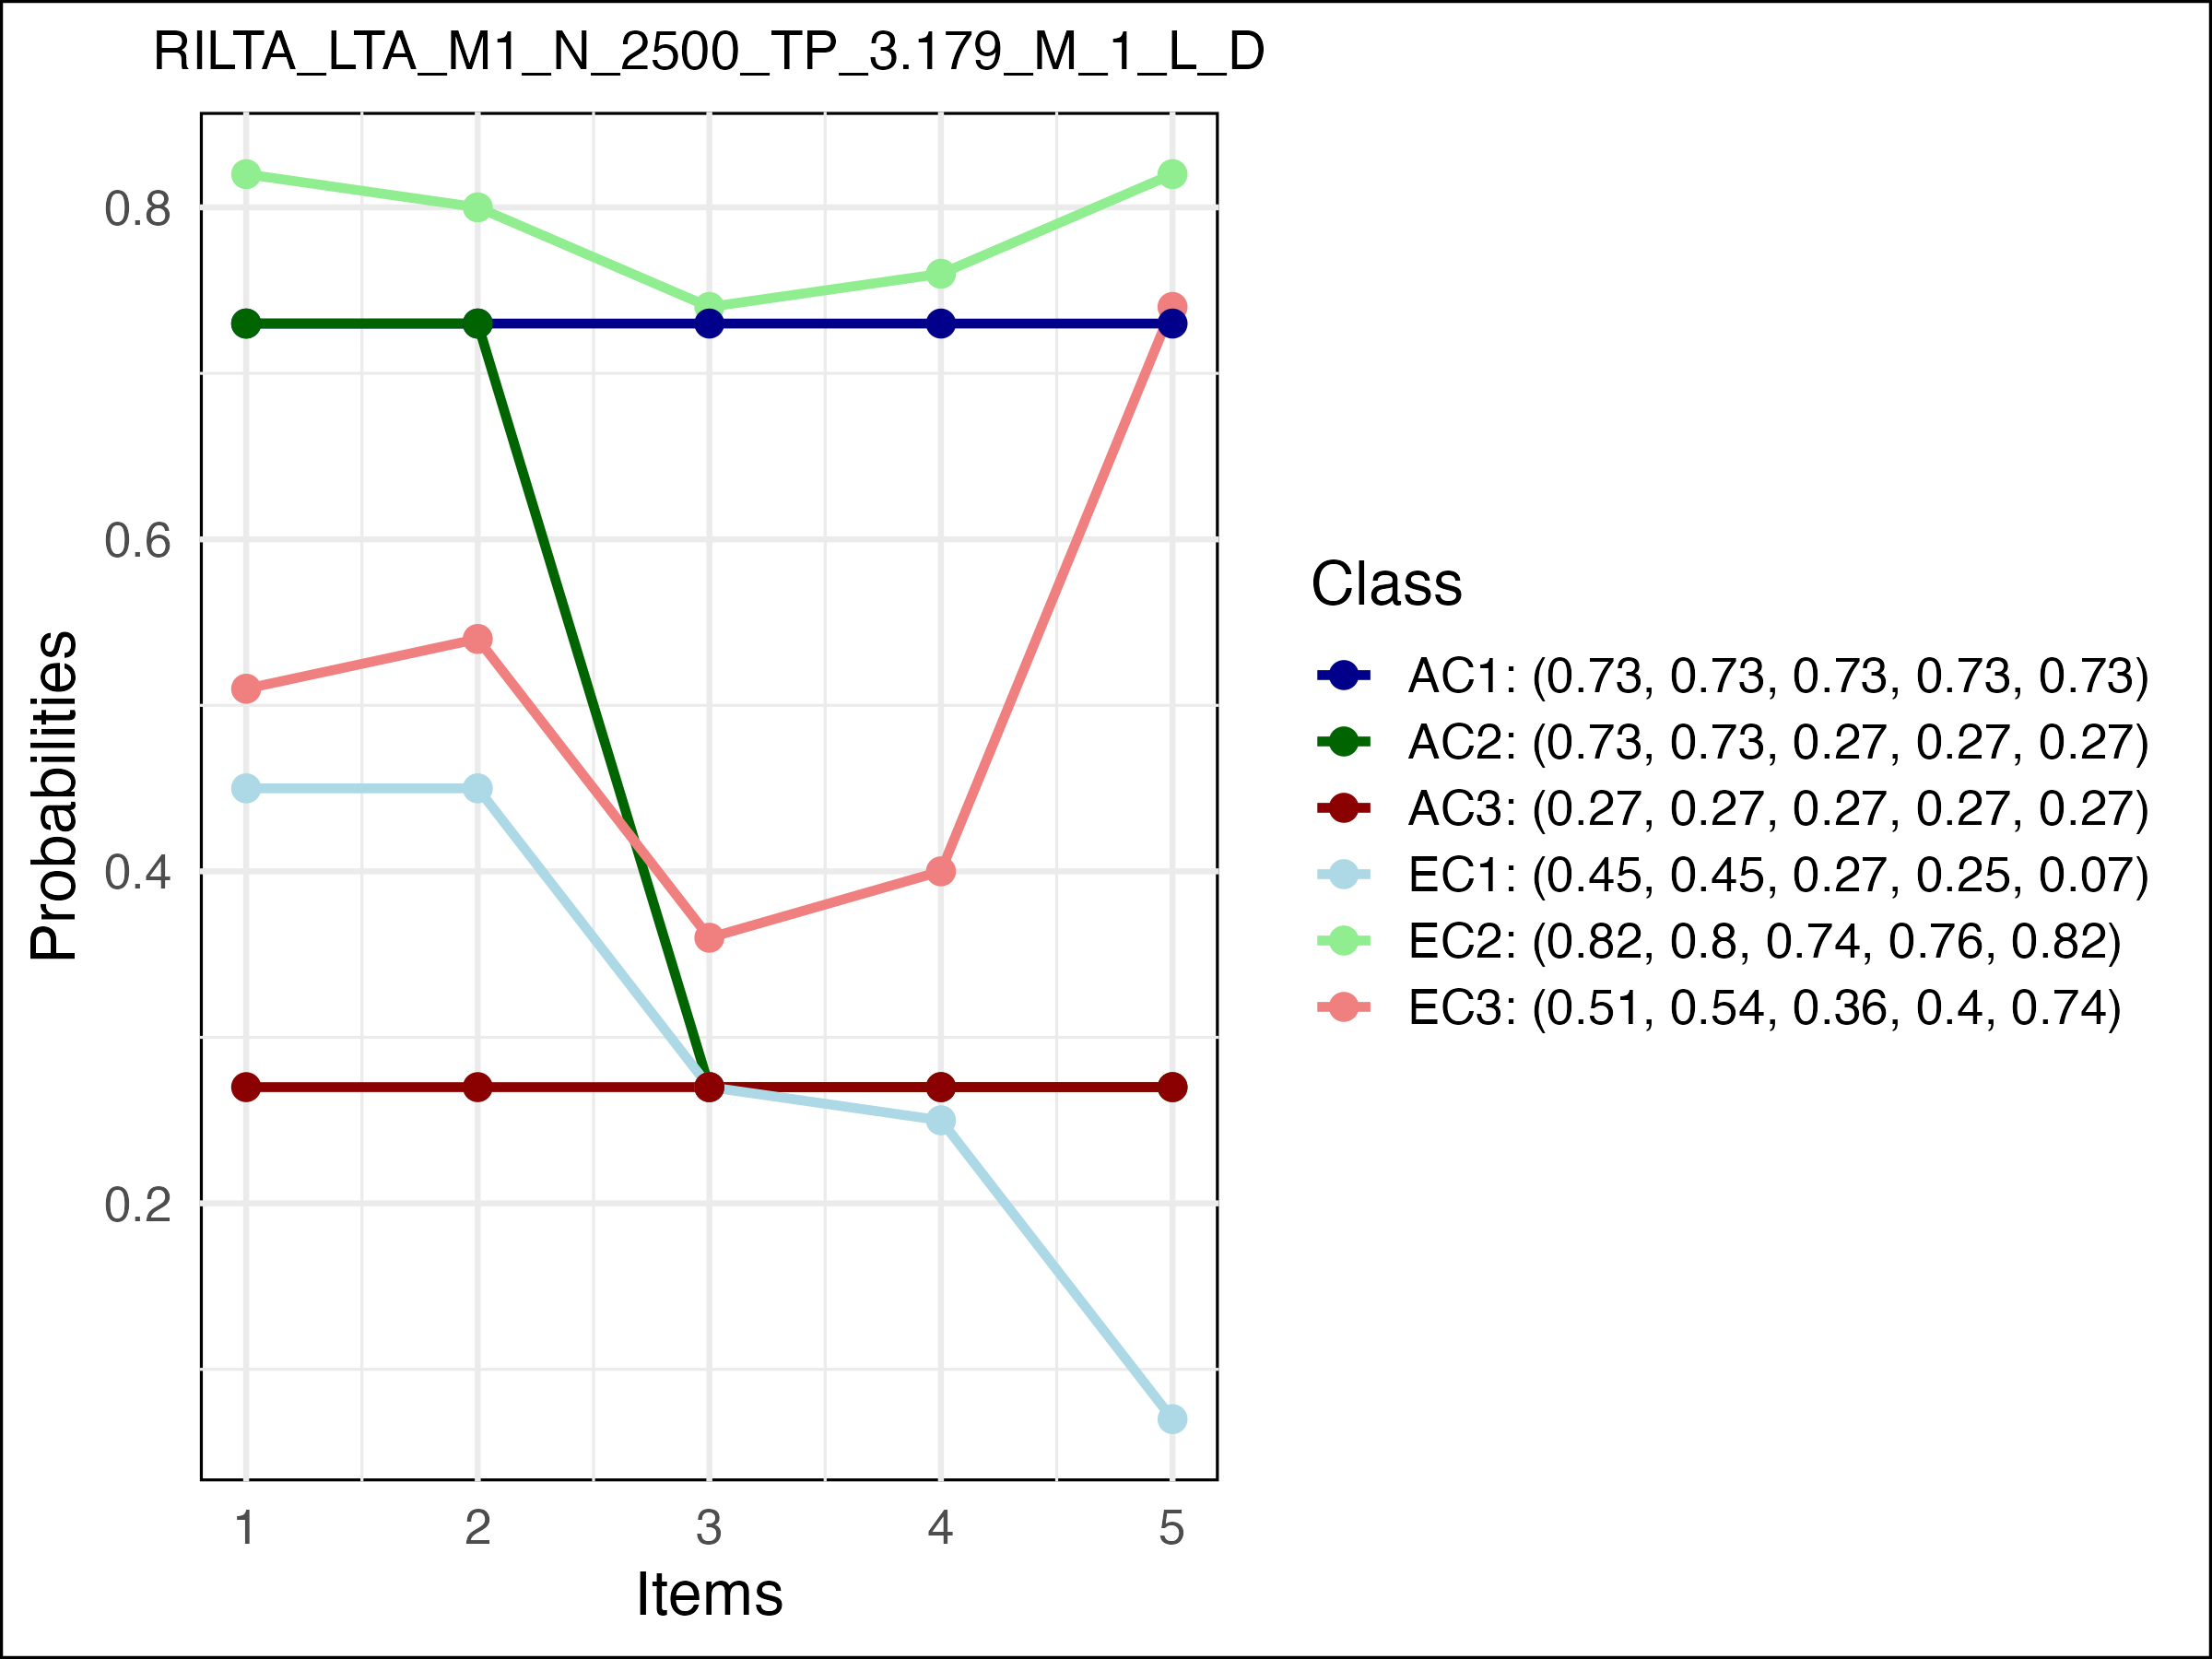 RILTA_LTA_M1_N_2500_TP_3.179_M_1_L_D
0.8
0.6
0.4
0.2
Probabilities
1 2 3 4 5
Items
Class
AC1: (0.73, 0.73, 0.73, 0.73, 0.73)
AC2: (0.73, 0.73, 0.27, 0.27, 0.27)
AC3: (0.27, 0.27, 0.27, 0.27, 0.27)
EC1: (0.45, 0.45, 0.27, 0.25, 0.07)
EC2: (0.82, 0.8, 0.74, 0.76, 0.82)
EC3: (0.51, 0.54, 0.36, 0.4, 0.74)